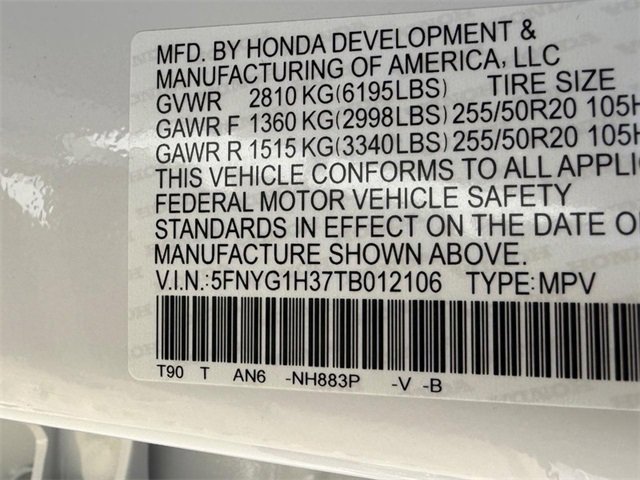 MFD. BY HONDA DEVELOPMENT &
MANUFACTURING OF AMERICA, LLC
GVWR 2810 KG(6195LBS) TIRE SIZE
GAWR F 1360 KG(2998LBS) 255/50R20 105H
GAWR R 1515 KG(3340LBS) 255/50R20 105H
THIS VEHICLE CONFORMS TO ALL APPLIC
FEDERAL MOTOR VEHICLE SAFETY
STANDARDS IN EFFECT ON THE DATE O
MANUFACTURE SHOWN ABOVE.
V.I.N.:5FNYG1H37TB012106 TYPE:MPV
T90 T AN6 -NH883P -V -B